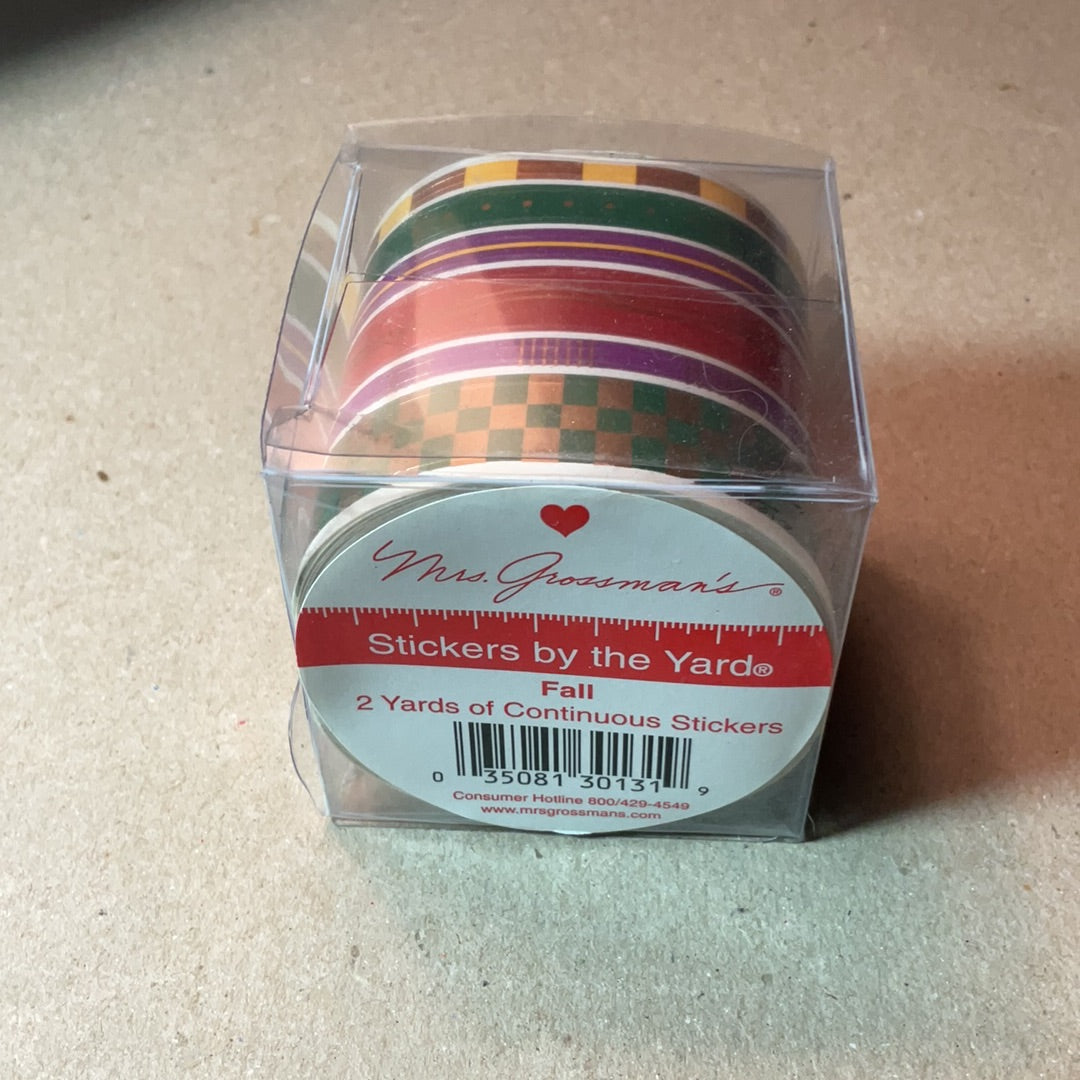 Mrs. Grossman's®
Stickers by the Yard®
Fall
2 Yards of Continuous Stickers
0 35081 30131 9
Consumer Hotline 800/429-4549
www.mrsgrossmans.com